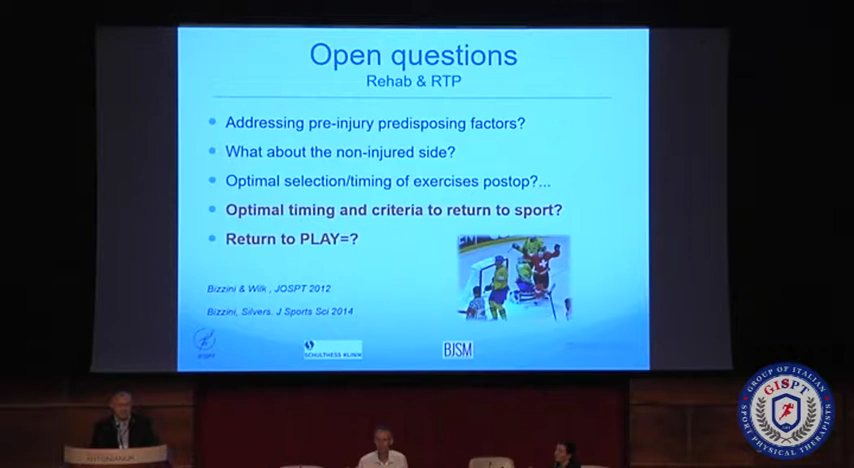 Open questions
Rehab & RTP
Addressing pre-injury predisposing factors?
What about the non-injured side?
Optimal selection/timing of exercises postop?...
Optimal timing and criteria to return to sport?
Return to PLAY=?
Bizzini & Wilk , JOSPT 2012
Bizzini, Silvers. J Sports Sci 2014
JOSPT
SCHULTHESS KLINIK
BJSM
GROUP OF ITALIAN
GISPT
SPORT PHYSICAL THERAPISTS
ANTONIANUM